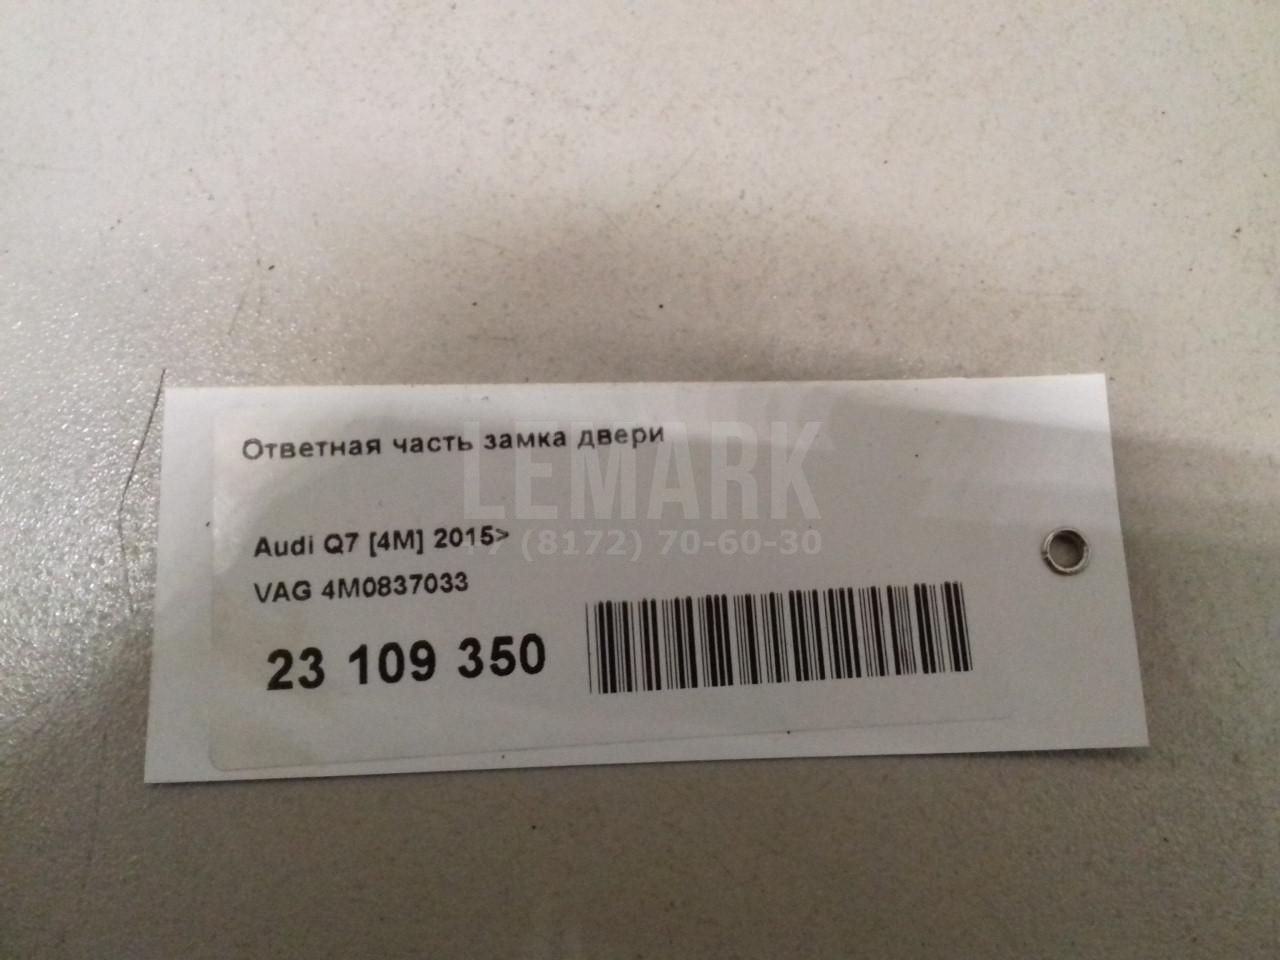 Ответная часть замка двери
LEMARK
Audi Q7 [4M] 2015>
+7 (8172) 70-60-30
VAG 4M0837033
23 109 350